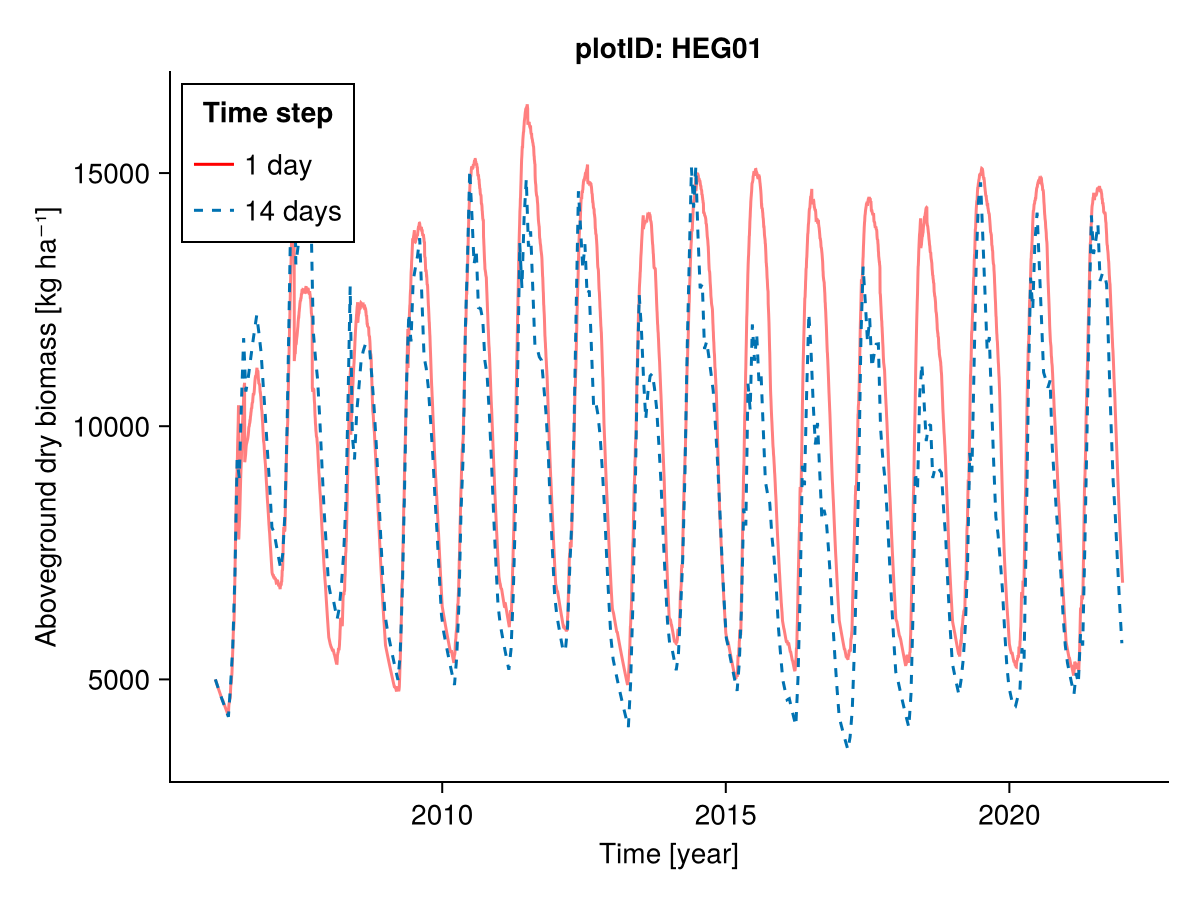 plotID: HEG01
Time step
1 day
14 days
15000
10000
5000
Aboveground dry biomass [kg ha⁻¹]
2010
2015
2020
Time [year]